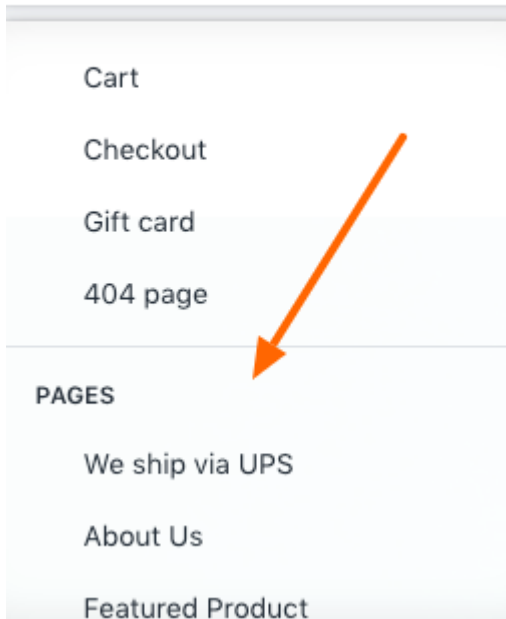 Cart
Checkout
Gift card
404 page
PAGES
We ship via UPS
About Us
Featured Product